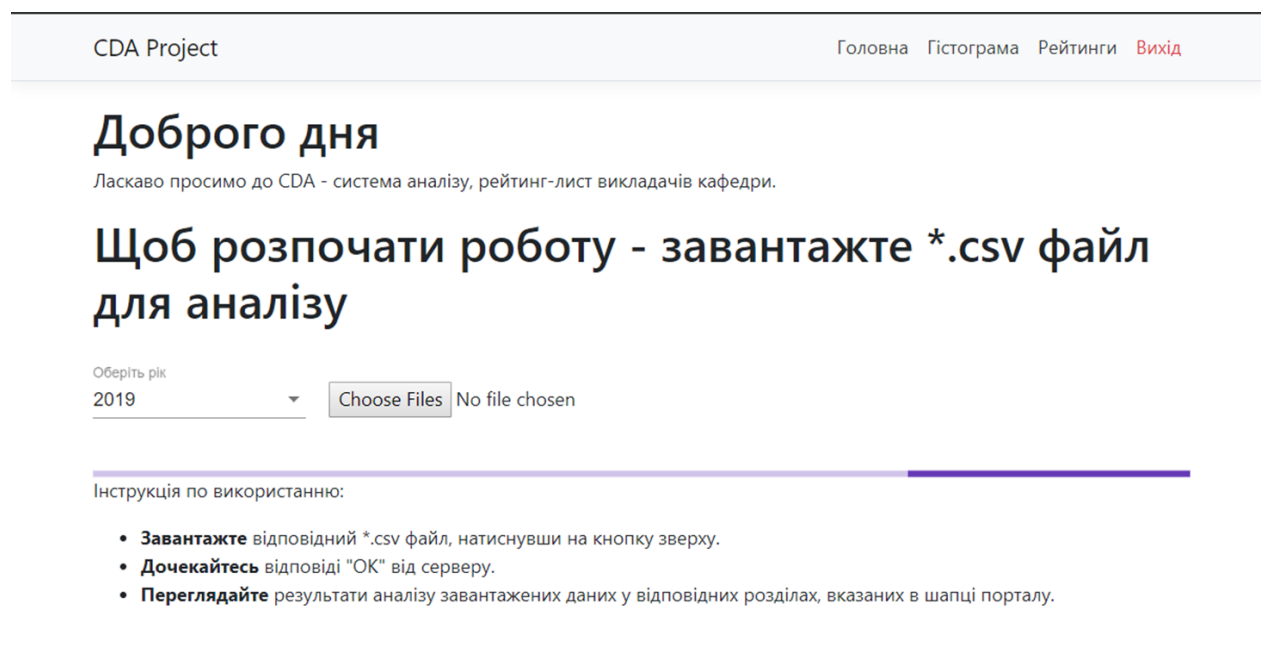 CDA Project
Головна Гістограма Рейтинги Вихід
Доброго дня
Ласкаво просимо до CDA - система аналізу, рейтинг-лист викладачів кафедри.
Щоб розпочати роботу - завантажте *.csv файл
для аналізу
Оберіть рік
2019
Choose Files No file chosen
Інструкція по використанню:
• Завантажте відповідний *.csv файл, натиснувши на кнопку зверху.
• Дочекайтесь відповіді "OK" від серверу.
• Переглядайте результати аналізу завантажених даних у відповідних розділах, вказаних в шапці порталу.